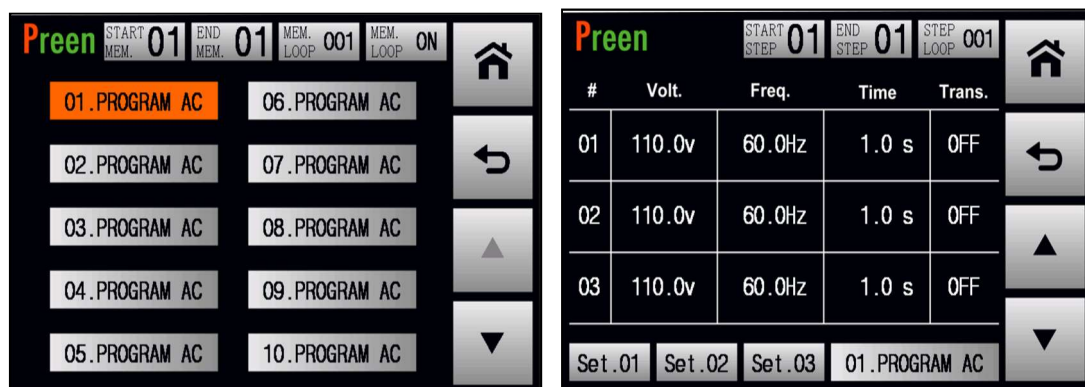 Preen START MEM. 01 END MEM. 01 MEM. LOOP 001 MEM. LOOP ON
01.PROGRAM AC 06.PROGRAM AC
02.PROGRAM AC 07.PROGRAM AC
03.PROGRAM AC 08.PROGRAM AC
04.PROGRAM AC 09.PROGRAM AC
05.PROGRAM AC 10.PROGRAM AC
Preen START STEP 01 END STEP 01 STEP LOOP 001
# Volt. Freq. Time Trans.
01 110.0v 60.0Hz 1.0 s OFF
02 110.0v 60.0Hz 1.0 s OFF
03 110.0v 60.0Hz 1.0 s OFF
Set.01 Set.02 Set.03 01.PROGRAM AC